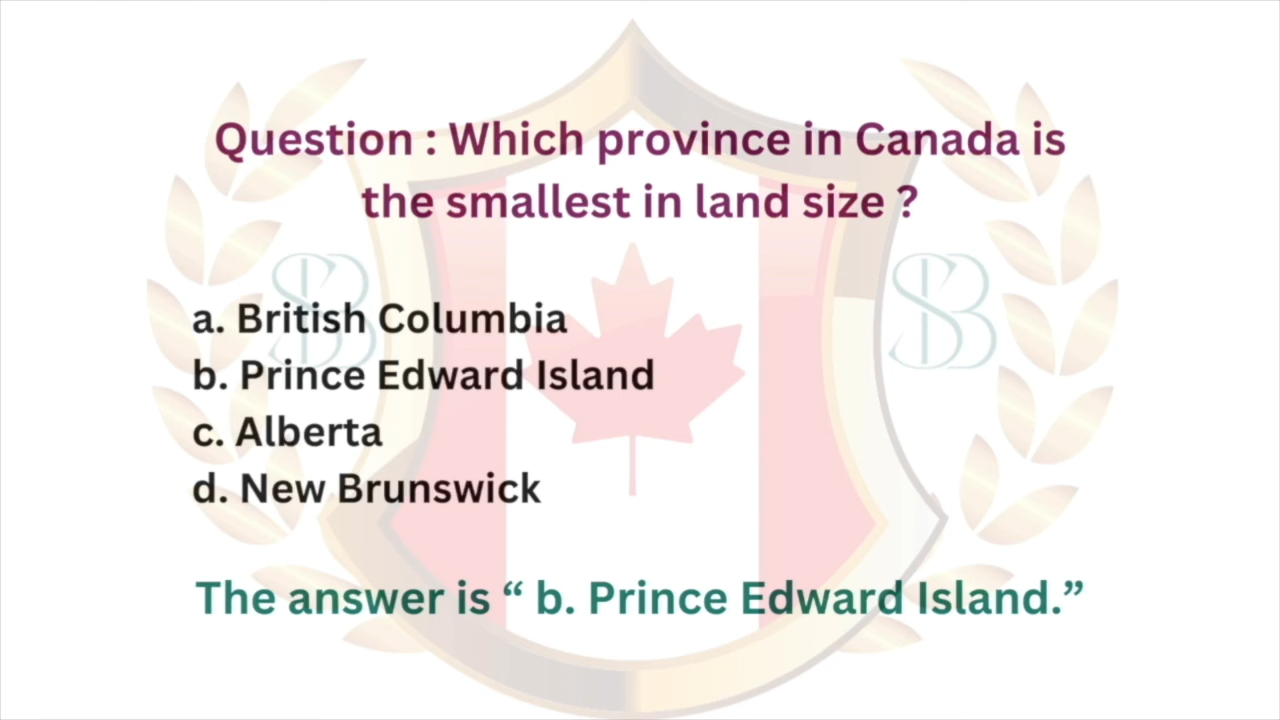 Question : Which province in Canada is
the smallest in land size ?
a. British Columbia
b. Prince Edward Island
c. Alberta
d. New Brunswick
The answer is “ b. Prince Edward Island.”